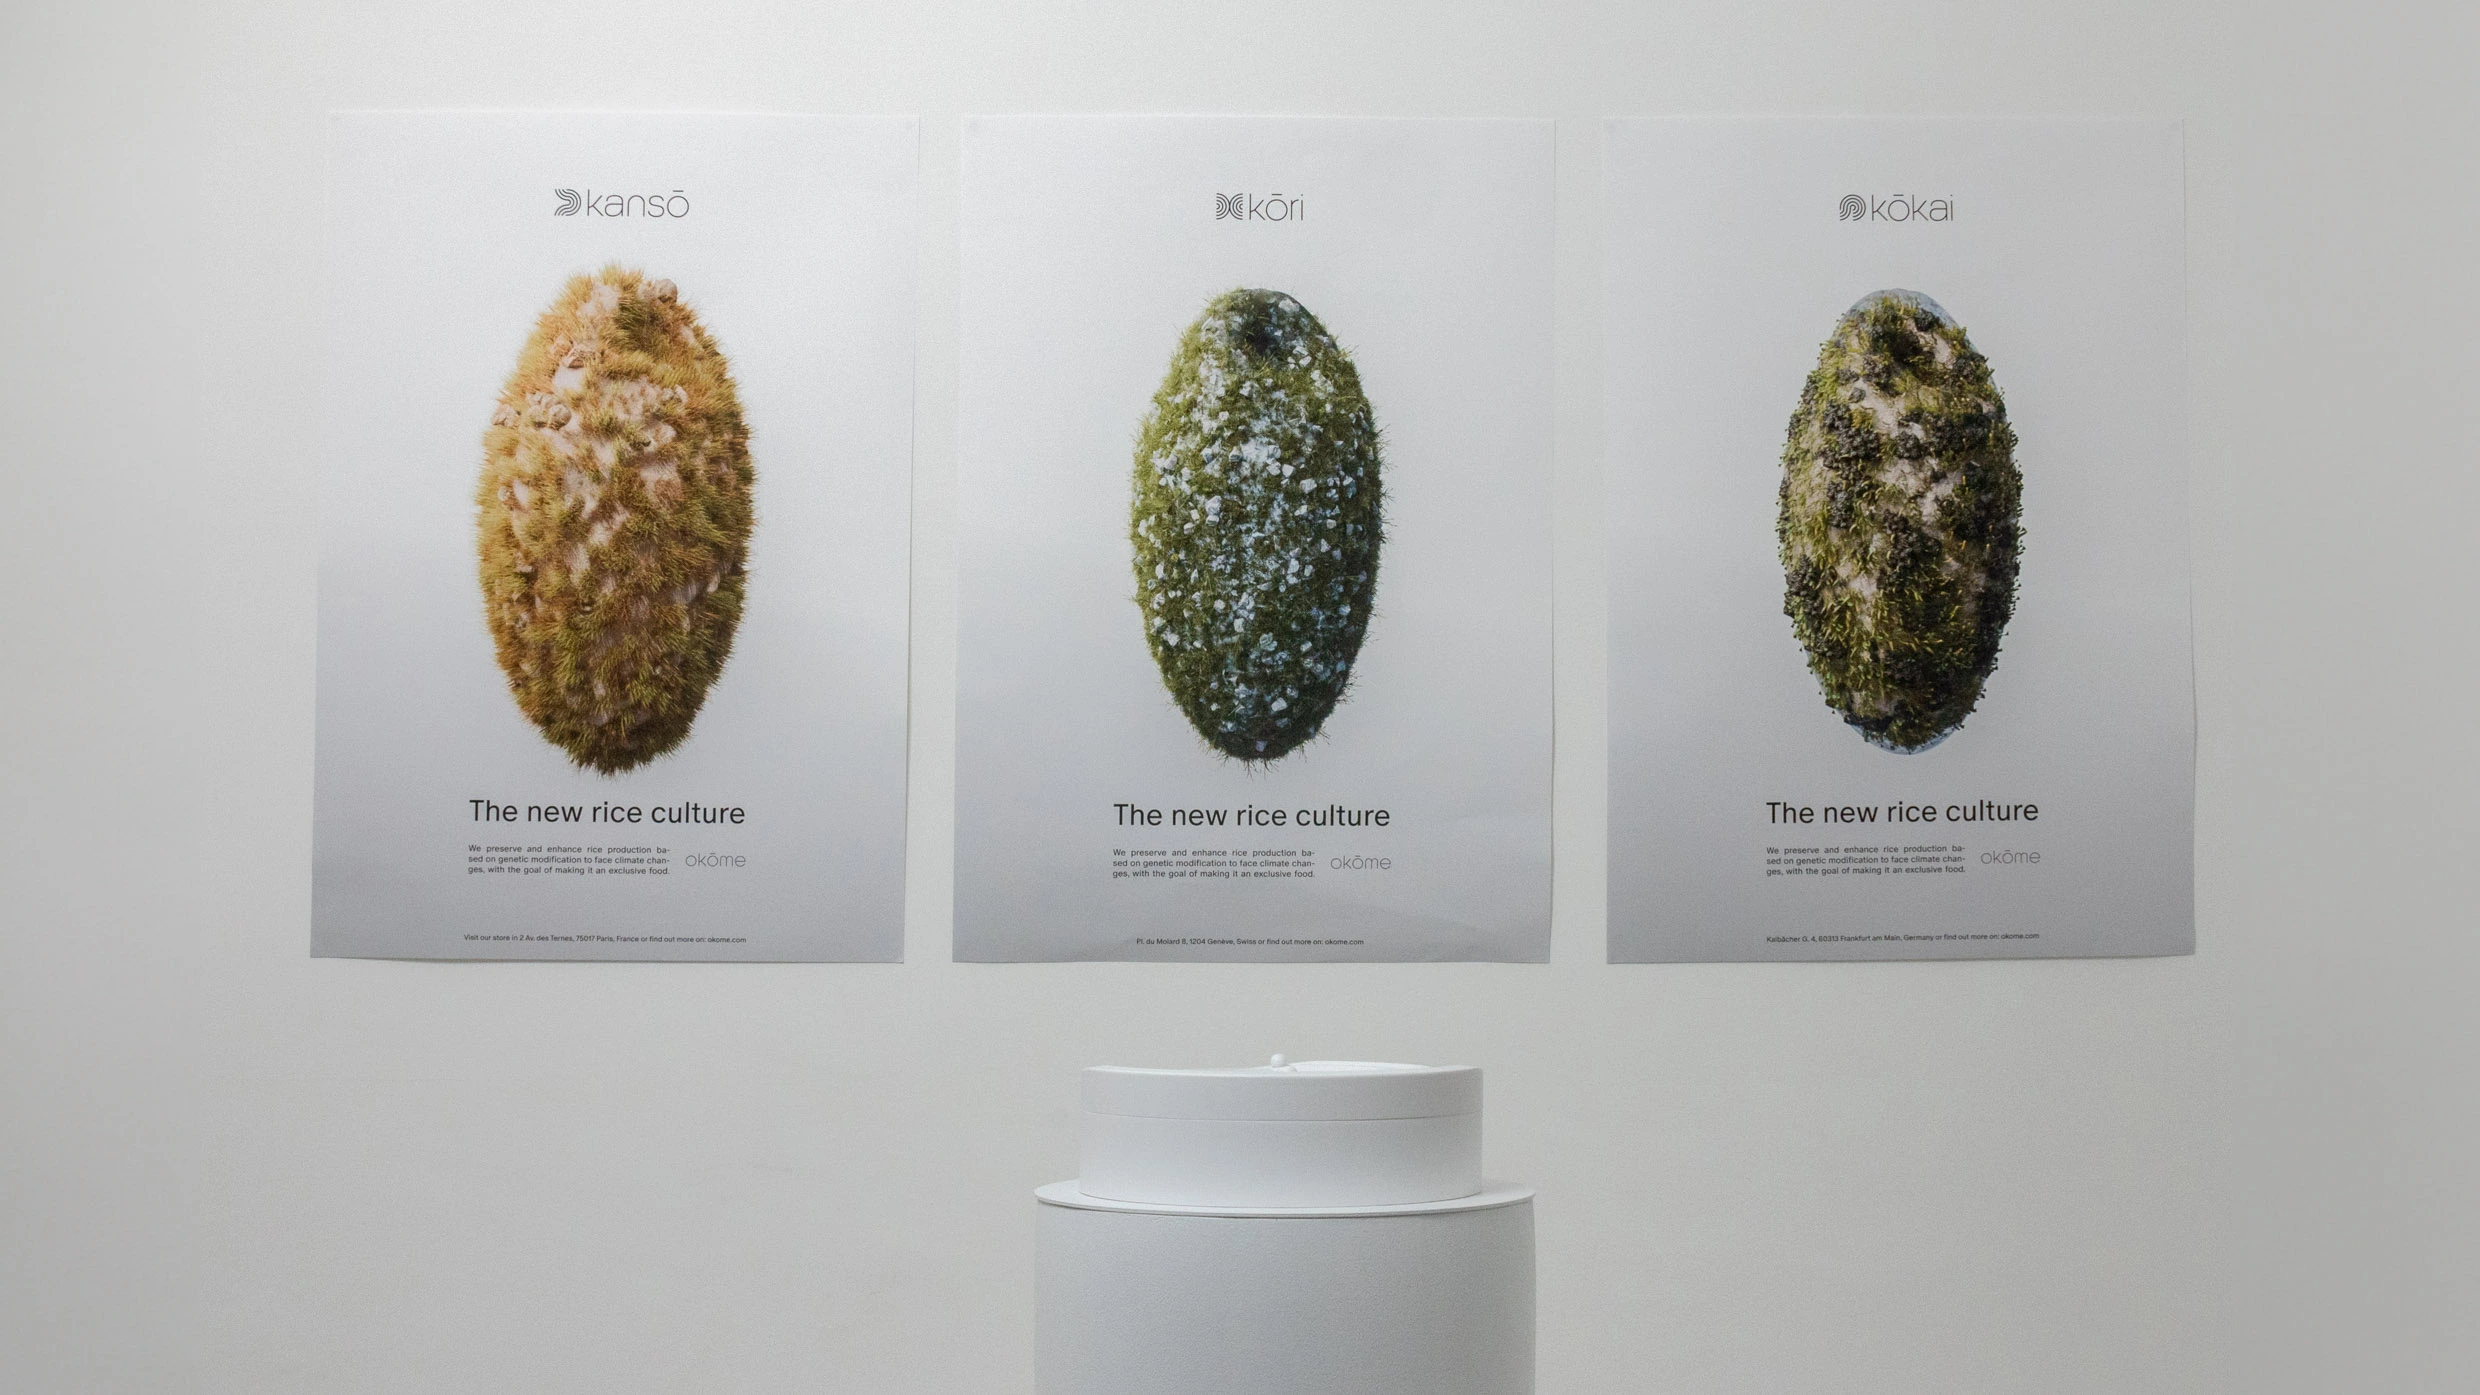 kansō
The new rice culture
We preserve and enhance rice production ba-
sed on genetic modification to face climate chan-
ges, with the goal of making it an exclusive food.
okōme
Visit our store in 2 Av. des Ternes, 75017 Paris, France or find out more on: okome.com
kōri
The new rice culture
We preserve and enhance rice production ba-
sed on genetic modification to face climate chan-
ges, with the goal of making it an exclusive food.
okōme
Pl. du Molard 8, 1204 Genève, Swiss or find out more on: okome.com
kōkai
The new rice culture
We preserve and enhance rice production ba-
sed on genetic modification to face climate chan-
ges, with the goal of making it an exclusive food.
okōme
Kalbächer G. 4, 60313 Frankfurt am Main, Germany or find out more on: okome.com